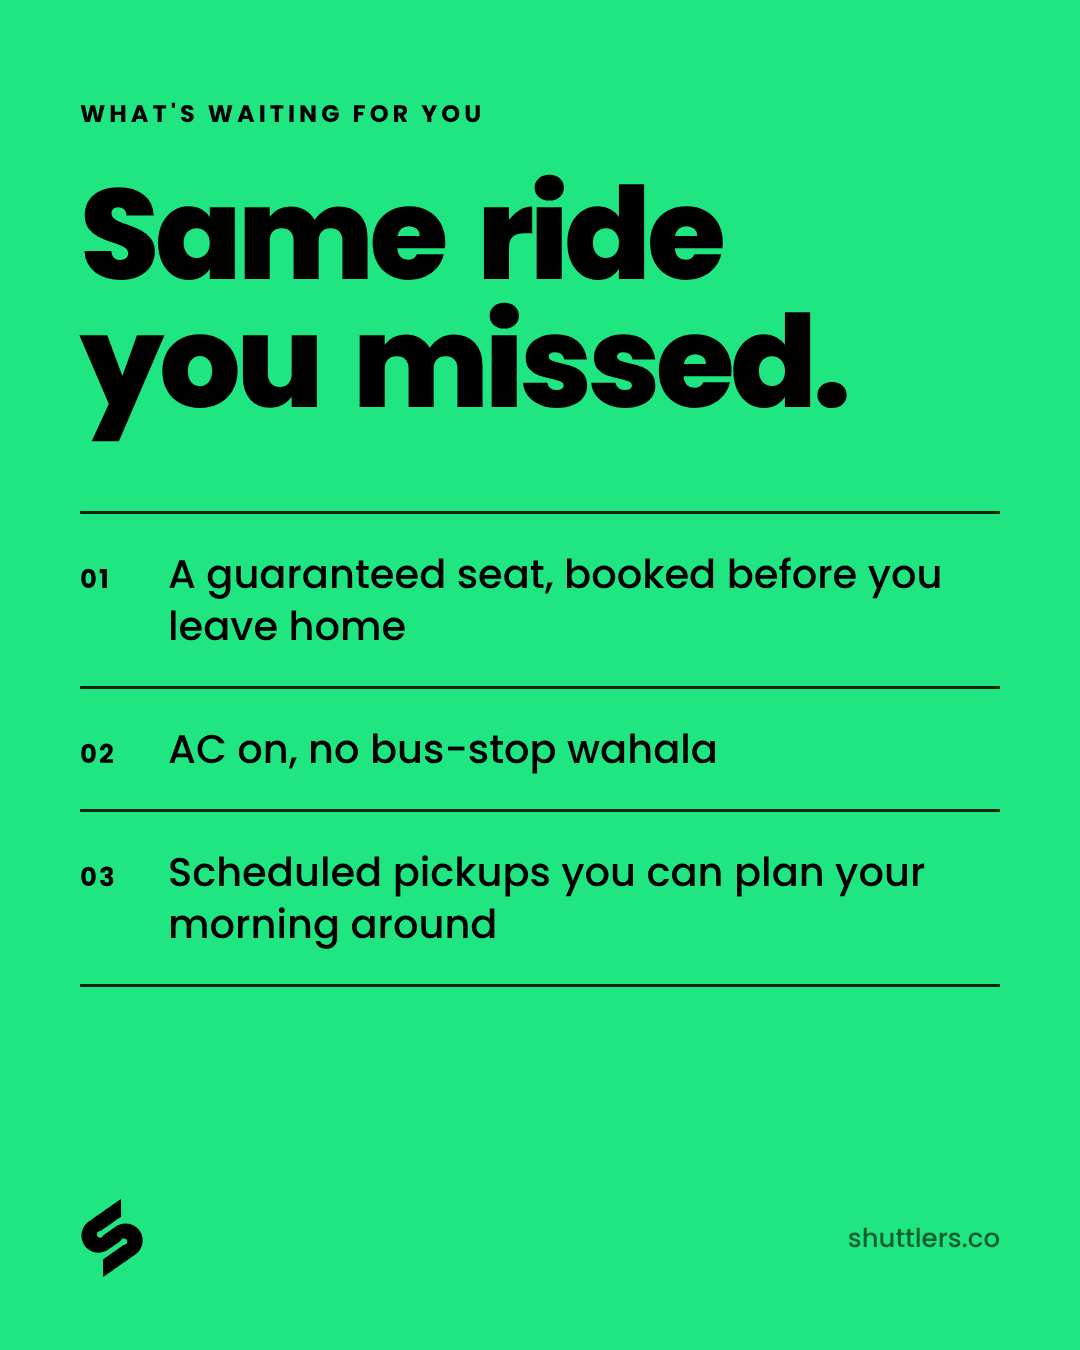 WHAT'S WAITING FOR YOU
Same ride
you missed.
01 A guaranteed seat, booked before you
leave home
02 AC on, no bus-stop wahala
03 Scheduled pickups you can plan your
morning around
shuttlers.co